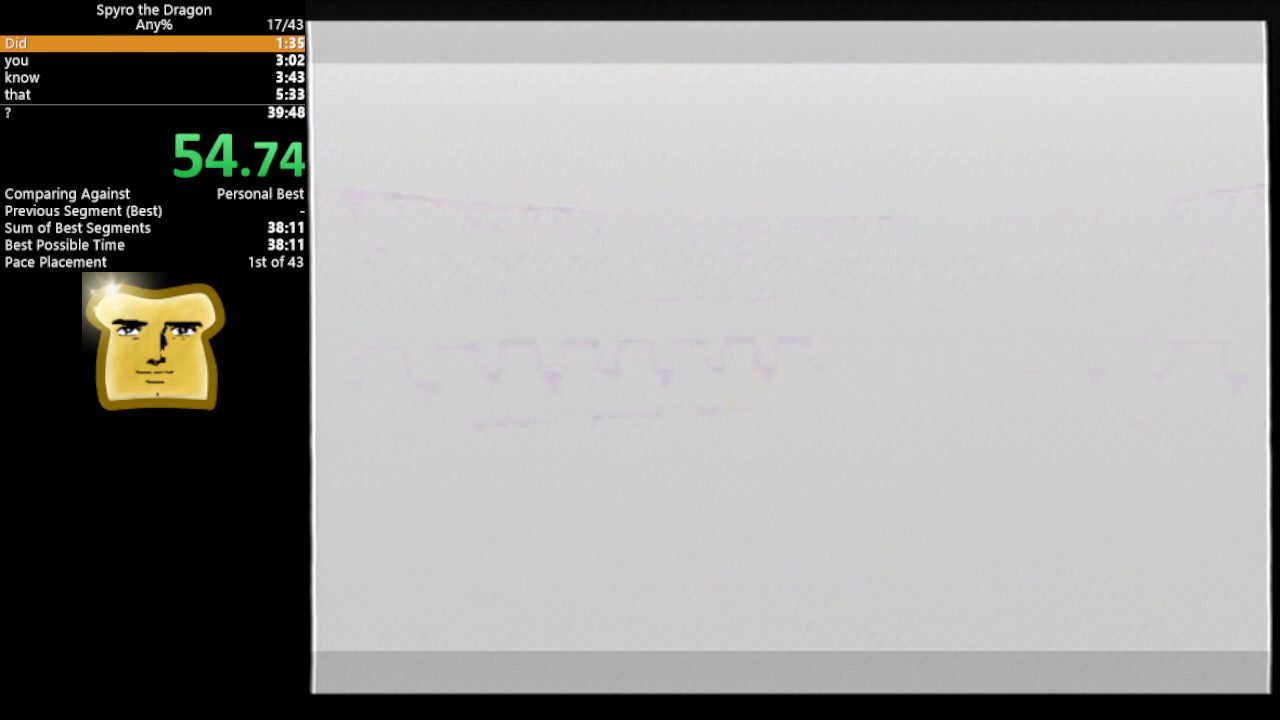 Spyro the Dragon
Any% 17/43
Did 1:35
you 3:02
know 3:43
that 5:33
? 39:48
54.74
Comparing Against Personal Best
Previous Segment (Best) -
Sum of Best Segments 38:11
Best Possible Time 38:11
Pace Placement 1st of 43